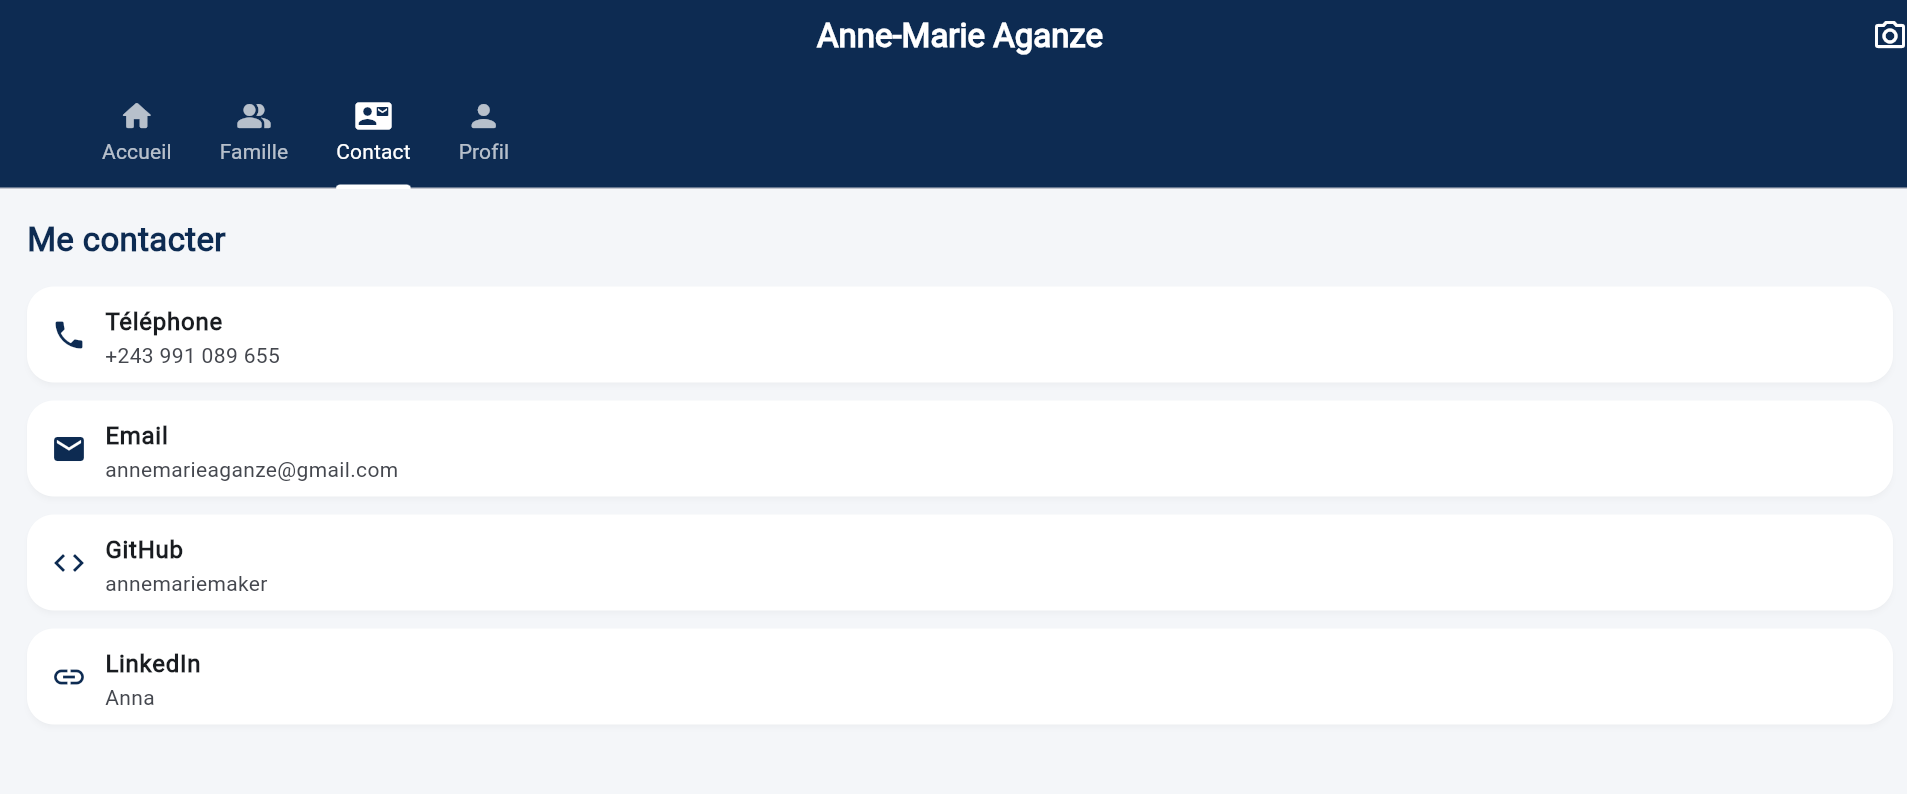 Anne-Marie Aganze
Accueil
Famille
Contact
Profil
Me contacter
Téléphone
+243 991 089 655
Email
annemarieaganze@gmail.com
GitHub
annemariemaker
LinkedIn
Anna